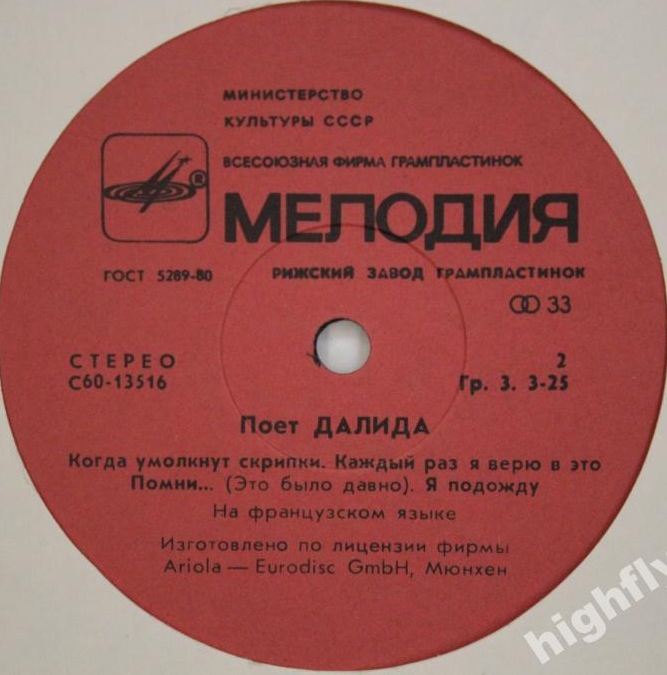 МИНИСТЕРСТВО
КУЛЬТУРЫ СССР
ВСЕСОЮЗНАЯ ФИРМА ГРАМПЛАСТИНОК
®
МЕЛОДИЯ
ГОСТ 5289-80 РИЖСКИЙ ЗАВОД ГРАМПЛАСТИНОК
33
СТЕРЕО 2
С60-13516 Гр. 3. 3-25
Поет ДАЛИДА
Когда умолкнут скрипки. Каждый раз я верю в это
Помни... (Это было давно). Я подожду
На французском языке
Изготовлено по лицензии фирмы
Ariola — Eurodisc GmbH, Мюнхен
highfly